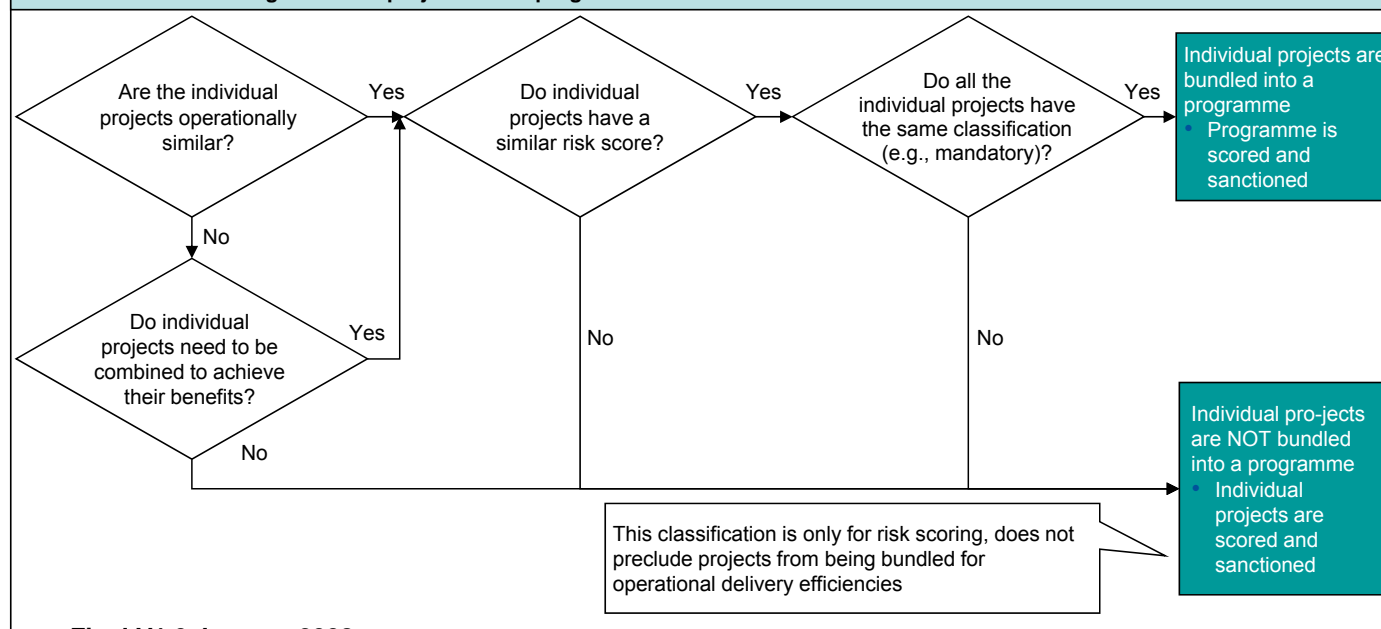 Are the individual
projects operationally
similar?
Yes
Do individual
projects have a
similar risk score?
Yes
Do all the
individual projects have
the same classification
(e.g., mandatory)?
Yes
Individual projects are
bundled into a
programme
• Programme is
scored and
sanctioned
No
Do individual
projects need to be
combined to achieve
their benefits?
Yes
No
No
No
Individual pro-jects
are NOT bundled
into a programme
• Individual
projects are
scored and
sanctioned
This classification is only for risk scoring, does not
preclude projects from being bundled for
operational delivery efficiencies